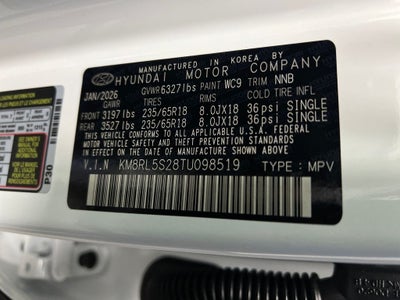 MANUFACTURED IN KOREA BY
HYUNDAI MOTOR COMPANY
JAN/2026 GVWR 6327lbs PAINT WC9 TRIM NNB
GAWR TIRES RIMS COLD TIRE INFL
FRONT 3197lbs 235/65R18 8.0JX18 36psi SINGLE
REAR 3527lbs 235/65R18 8.0JX18 36psi SINGLE
THIS VEHICLE CONFORMS TO ALL APPLICABLE U.S.A. FEDERAL
MOTOR VEHICLE SAFETY AND THEFT PREVENTION STANDARDS
IN EFFECT ON THE DATE OF MANUFACTURE SHOWN ABOVE.
V.I.N KM8RL5S28TU098519 TYPE : MPV
P30